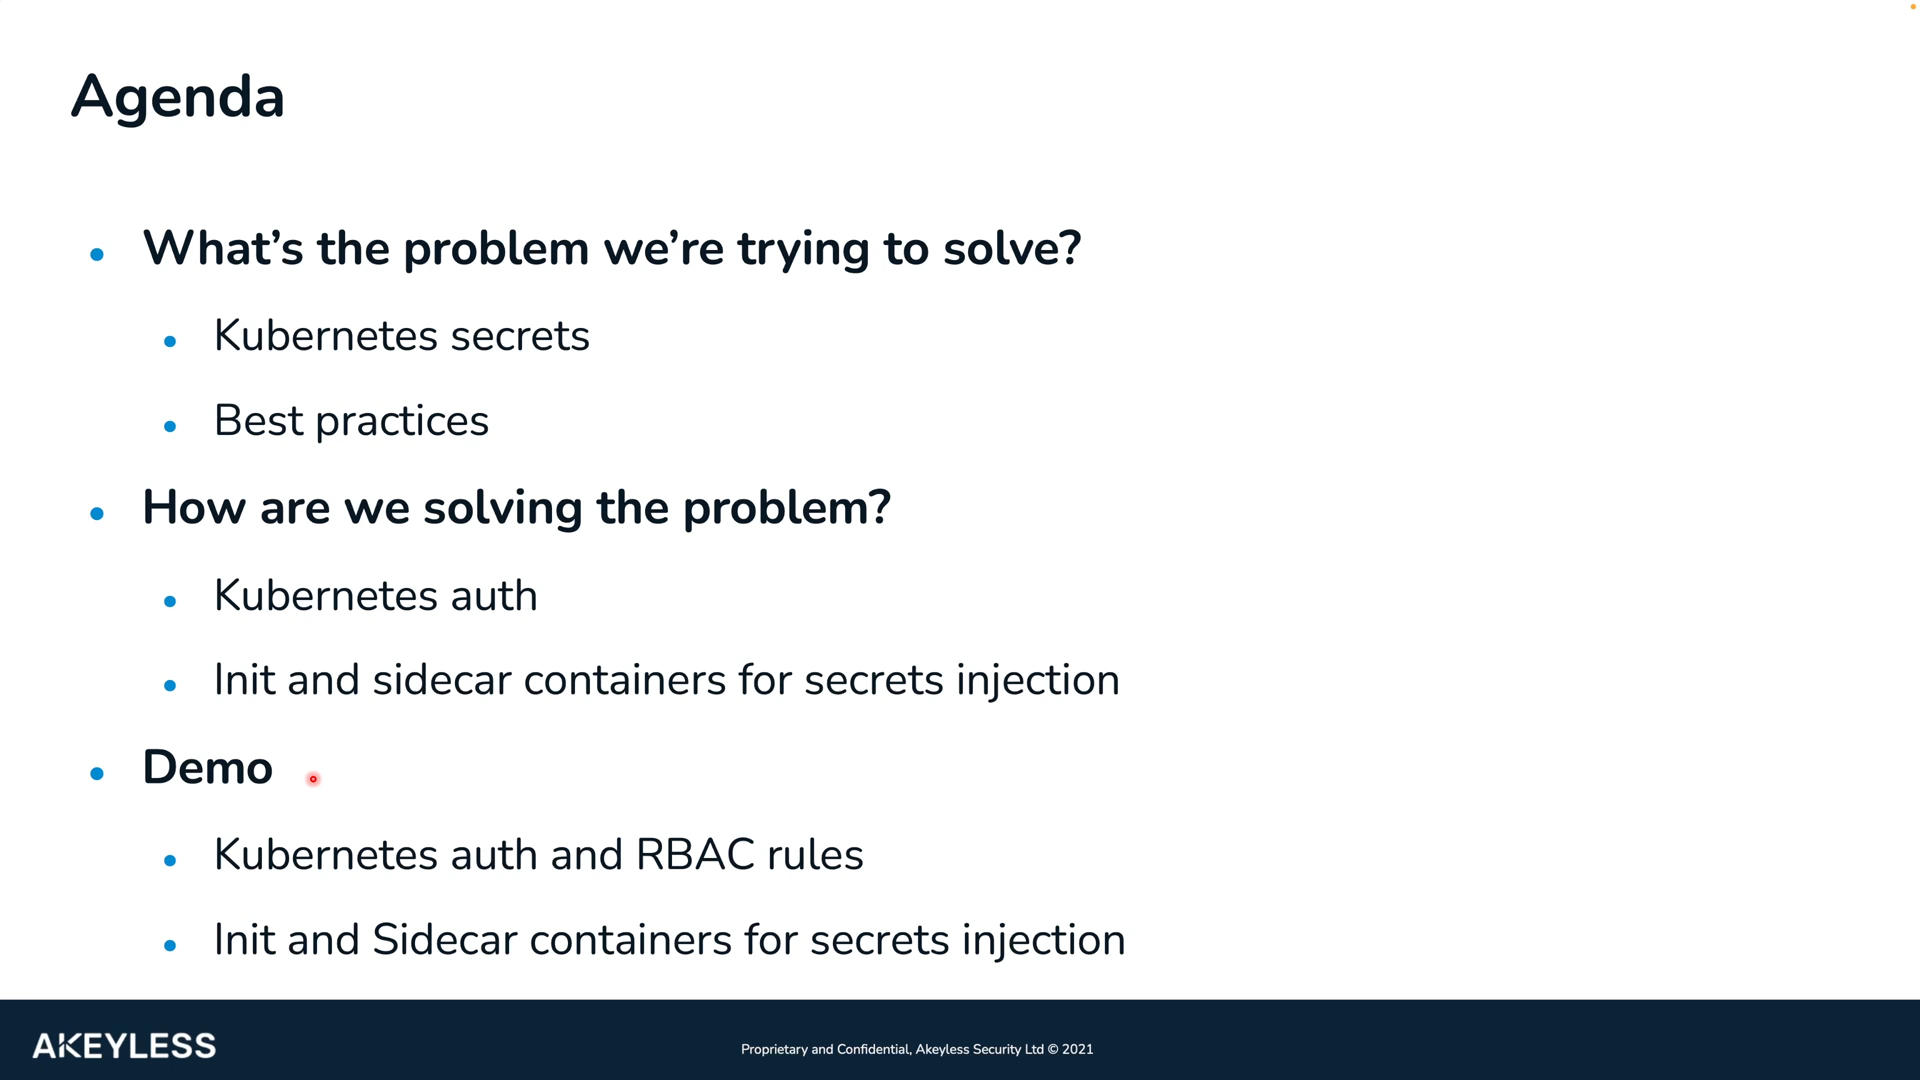 Agenda
What’s the problem we’re trying to solve?
Kubernetes secrets
Best practices
How are we solving the problem?
Kubernetes auth
Init and sidecar containers for secrets injection
Demo
Kubernetes auth and RBAC rules
Init and Sidecar containers for secrets injection
AKEYLESS
Proprietary and Confidential, Akeyless Security Ltd © 2021